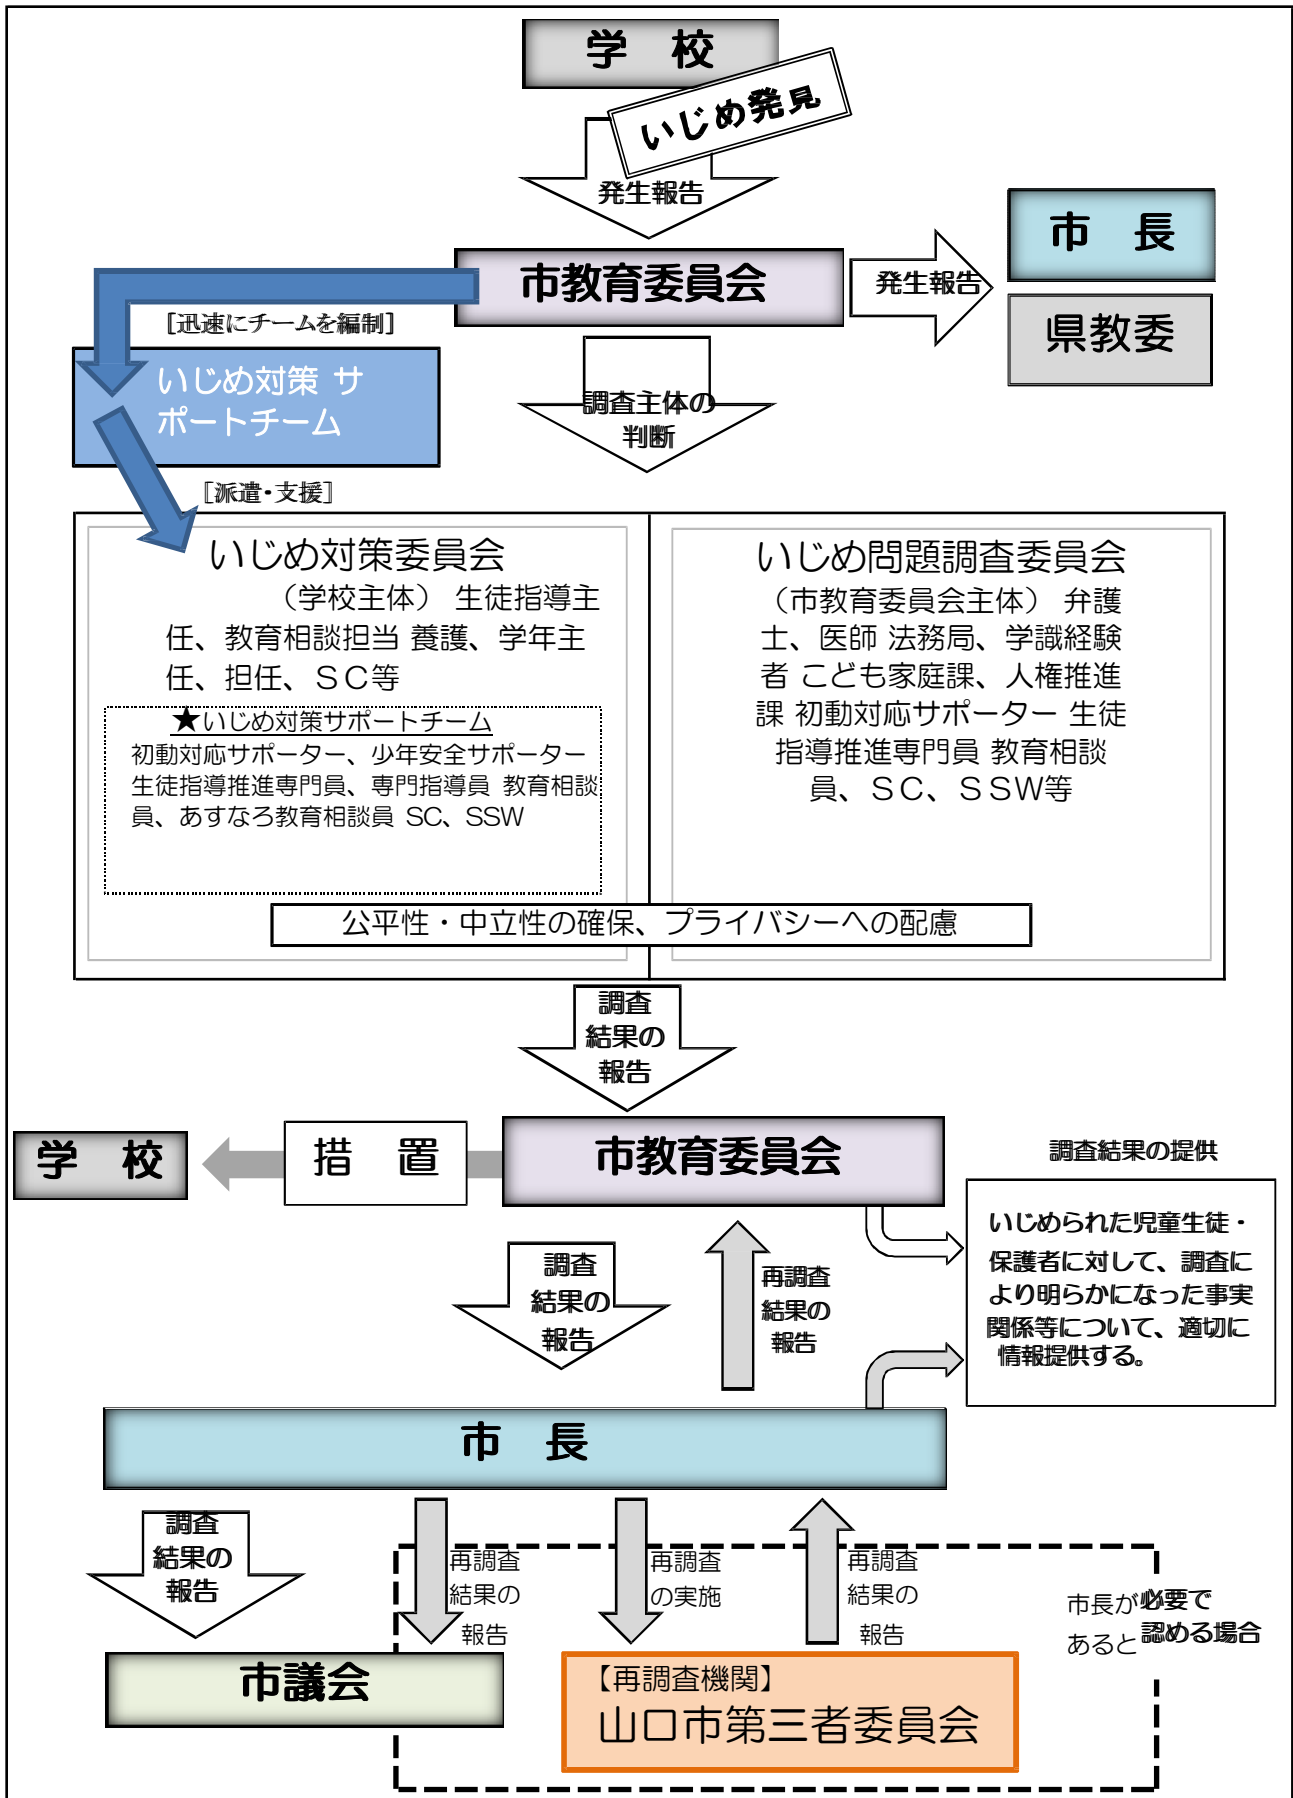 学　校
いじめ発見
発生報告
市　長
市教育委員会
発生報告
県教委
[迅速にチームを編制]
いじめ対策 サ
ポートチーム
調査主体の
判断
[派遣・支援]
いじめ対策委員会
（学校主体） 生徒指導主
任、教育相談担当 養護、学年主
任、担任、ＳＣ等
★いじめ対策サポートチーム
初動対応サポーター、少年安全サポーター
生徒指導推進専門員、専門指導員 教育相談
員、あすなろ教育相談員 SC、SSW
いじめ問題調査委員会
（市教育委員会主体） 弁護
士、医師 法務局、学識経験
者 こども家庭課、人権推進
課 初動対応サポーター 生徒
指導推進専門員 教育相談
員、ＳＣ、ＳＳＷ等
公平性・中立性の確保、プライバシーへの配慮
調査
結果の
報告
学　校
措　置
市教育委員会
調査結果の提供
いじめられた児童生徒・
保護者に対して、調査に
より明らかになった事実
関係等について、適切に
情報提供する。
調査
結果の
報告
再調査
結果の
報告
市　長
調査
結果の
報告
再調査
結果の
報告
再調査
の実施
再調査
結果の
報告
市長が必要で
あると認める場合
市議会
【再調査機関】
山口市第三者委員会